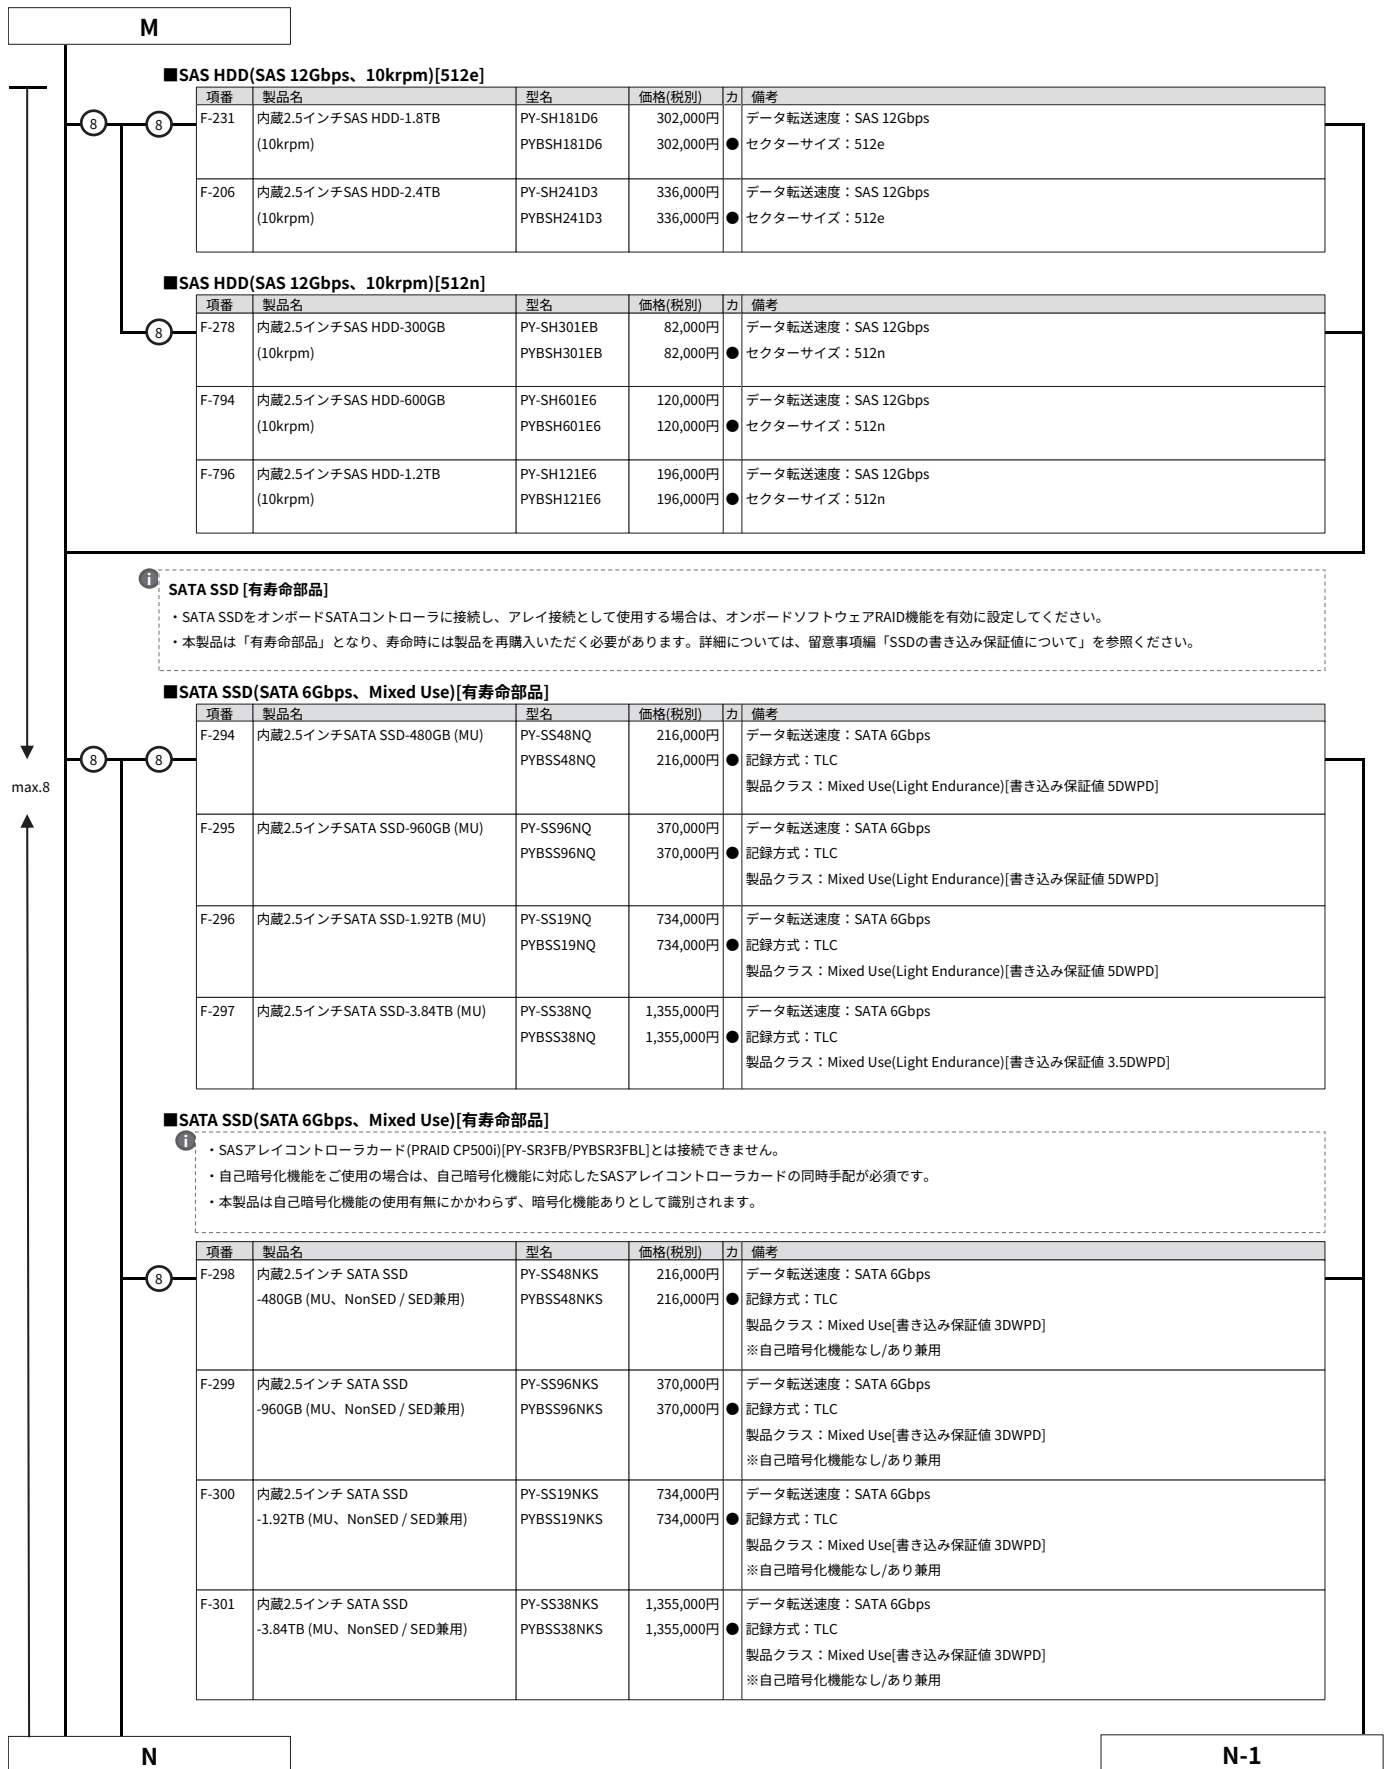 M
■SAS HDD(SAS 12Gbps、10krpm)[512e]
項番 製品名 型名 価格(税別) カ 備考
8 8 F-231 内蔵2.5インチSAS HDD-1.8TB PY-SH181D6 302,000円 データ転送速度：SAS 12Gbps
(10krpm) PYBSH181D6 302,000円 ● セクターサイズ：512e
F-206 内蔵2.5インチSAS HDD-2.4TB PY-SH241D3 336,000円 データ転送速度：SAS 12Gbps
(10krpm) PYBSH241D3 336,000円 ● セクターサイズ：512e
■SAS HDD(SAS 12Gbps、10krpm)[512n]
項番 製品名 型名 価格(税別) カ 備考
8 F-278 内蔵2.5インチSAS HDD-300GB PY-SH301EB 82,000円 データ転送速度：SAS 12Gbps
(10krpm) PYBSH301EB 82,000円 ● セクターサイズ：512n
F-794 内蔵2.5インチSAS HDD-600GB PY-SH601E6 120,000円 データ転送速度：SAS 12Gbps
(10krpm) PYBSH601E6 120,000円 ● セクターサイズ：512n
F-796 内蔵2.5インチSAS HDD-1.2TB PY-SH121E6 196,000円 データ転送速度：SAS 12Gbps
(10krpm) PYBSH121E6 196,000円 ● セクターサイズ：512n
i
SATA SSD [有寿命部品]
・SATA SSDをオンボードSATAコントローラに接続し、アレイ接続として使用する場合は、オンボードソフトウェアRAID機能を有効に設定してください。
・本製品は「有寿命部品」となり、寿命時には製品を再購入いただく必要があります。詳細については、留意事項編「SSDの書き込み保証値について」を参照ください。
■SATA SSD(SATA 6Gbps、Mixed Use)[有寿命部品]
項番 製品名 型名 価格(税別) カ 備考
F-294 内蔵2.5インチSATA SSD-480GB (MU) PY-SS48NQ 216,000円 データ転送速度：SATA 6Gbps
8 8 PYBSS48NQ 216,000円 ● 記録方式：TLC
max.8 製品クラス：Mixed Use(Light Endurance)[書き込み保証値 5DWPD]
F-295 内蔵2.5インチSATA SSD-960GB (MU) PY-SS96NQ 370,000円 データ転送速度：SATA 6Gbps
PYBSS96NQ 370,000円 ● 記録方式：TLC
製品クラス：Mixed Use(Light Endurance)[書き込み保証値 5DWPD]
F-296 内蔵2.5インチSATA SSD-1.92TB (MU) PY-SS19NQ 734,000円 データ転送速度：SATA 6Gbps
PYBSS19NQ 734,000円 ● 記録方式：TLC
製品クラス：Mixed Use(Light Endurance)[書き込み保証値 5DWPD]
F-297 内蔵2.5インチSATA SSD-3.84TB (MU) PY-SS38NQ 1,355,000円 データ転送速度：SATA 6Gbps
PYBSS38NQ 1,355,000円 ● 記録方式：TLC
製品クラス：Mixed Use(Light Endurance)[書き込み保証値 3.5DWPD]
■SATA SSD(SATA 6Gbps、Mixed Use)[有寿命部品]
i
・SASアレイコントローラカード(PRAID CP500i)[PY-SR3FB/PYBSR3FBL]とは接続できません。
・自己暗号化機能をご使用の場合は、自己暗号化機能に対応したSASアレイコントローラカードの同時手配が必須です。
・本製品は自己暗号化機能の使用有無にかかわらず、暗号化機能ありとして識別されます。
項番 製品名 型名 価格(税別) カ 備考
8 F-298 内蔵2.5インチ SATA SSD PY-SS48NKS 216,000円 データ転送速度：SATA 6Gbps
-480GB (MU、NonSED / SED兼用) PYBSS48NKS 216,000円 ● 記録方式：TLC
製品クラス：Mixed Use[書き込み保証値 3DWPD]
※自己暗号化機能なし/あり兼用
F-299 内蔵2.5インチ SATA SSD PY-SS96NKS 370,000円 データ転送速度：SATA 6Gbps
-960GB (MU、NonSED / SED兼用) PYBSS96NKS 370,000円 ● 記録方式：TLC
製品クラス：Mixed Use[書き込み保証値 3DWPD]
※自己暗号化機能なし/あり兼用
F-300 内蔵2.5インチ SATA SSD PY-SS19NKS 734,000円 データ転送速度：SATA 6Gbps
-1.92TB (MU、NonSED / SED兼用) PYBSS19NKS 734,000円 ● 記録方式：TLC
製品クラス：Mixed Use[書き込み保証値 3DWPD]
※自己暗号化機能なし/あり兼用
F-301 内蔵2.5インチ SATA SSD PY-SS38NKS 1,355,000円 データ転送速度：SATA 6Gbps
-3.84TB (MU、NonSED / SED兼用) PYBSS38NKS 1,355,000円 ● 記録方式：TLC
製品クラス：Mixed Use[書き込み保証値 3DWPD]
※自己暗号化機能なし/あり兼用
N N-1